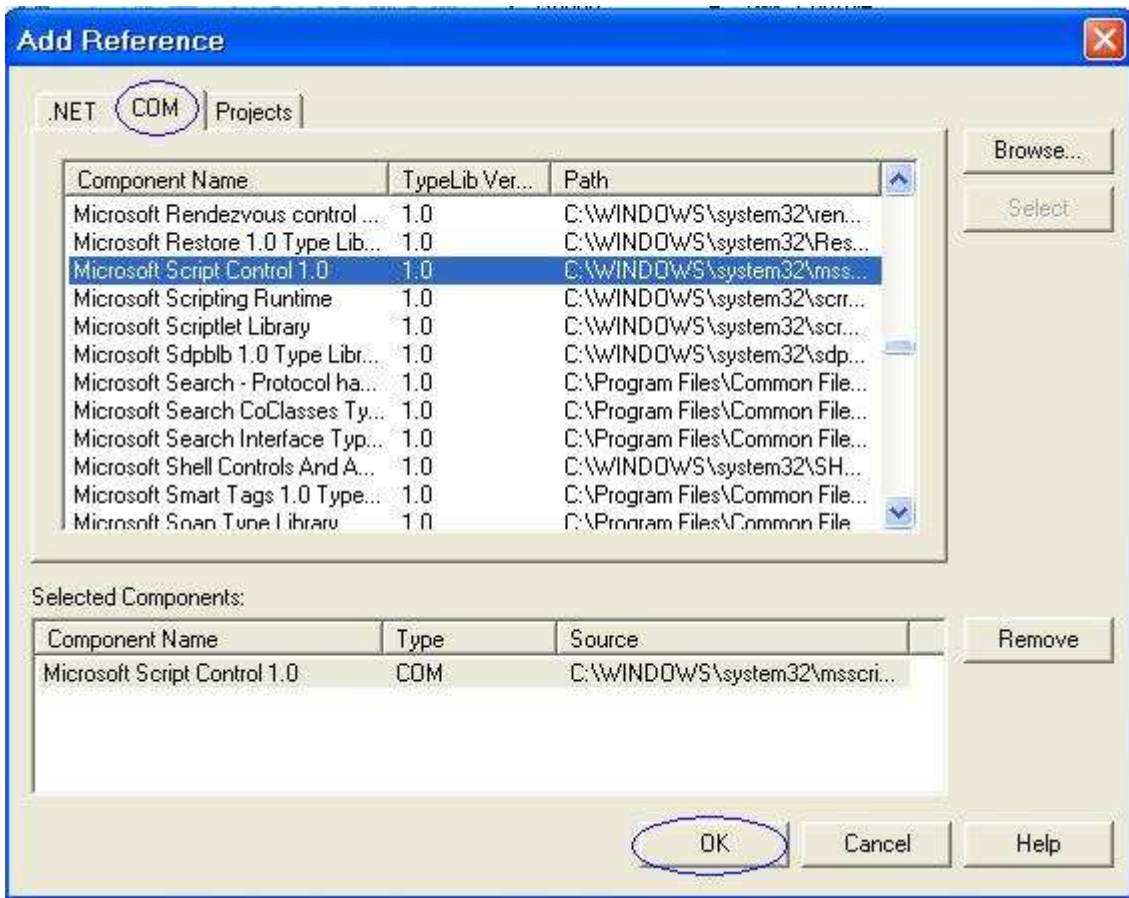 Add Reference
.NET COM Projects
Browse...
Select
Component Name TypeLib Ver... Path
Microsoft Rendezvous control ... 1.0 C:\WINDOWS\system32\ren...
Microsoft Restore 1.0 Type Lib... 1.0 C:\WINDOWS\system32\Res...
Microsoft Script Control 1.0 1.0 C:\WINDOWS\system32\mss...
Microsoft Scripting Runtime 1.0 C:\WINDOWS\system32\scrr...
Microsoft Scriptlet Library 1.0 C:\WINDOWS\system32\scr...
Microsoft Sdpblb 1.0 Type Libr... 1.0 C:\WINDOWS\system32\sdp...
Microsoft Search - Protocol ha... 1.0 C:\Program Files\Common File...
Microsoft Search CoClasses Ty... 1.0 C:\Program Files\Common File...
Microsoft Search Interface Typ... 1.0 C:\Program Files\Common File...
Microsoft Shell Controls And A... 1.0 C:\WINDOWS\system32\SH...
Microsoft Smart Tags 1.0 Type... 1.0 C:\Program Files\Common File...
Microsoft Soap Type Library 1.0 C:\Program Files\Common File
Selected Components:
Component Name Type Source
Microsoft Script Control 1.0 COM C:\WINDOWS\system32\msscri...
Remove
OK Cancel Help